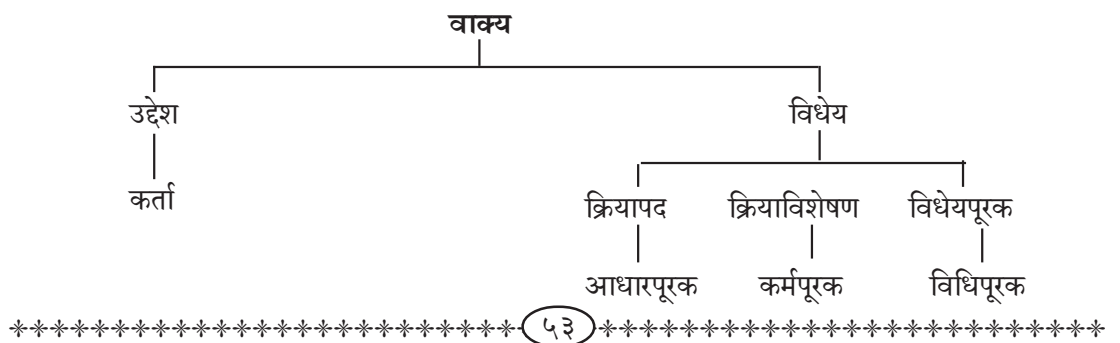 वाक्य
उद्देश विधेय
कर्ता
क्रियापद क्रियाविशेषण विधेयपूरक
आधारपूरक कर्मपूरक विधिपूरक
५३